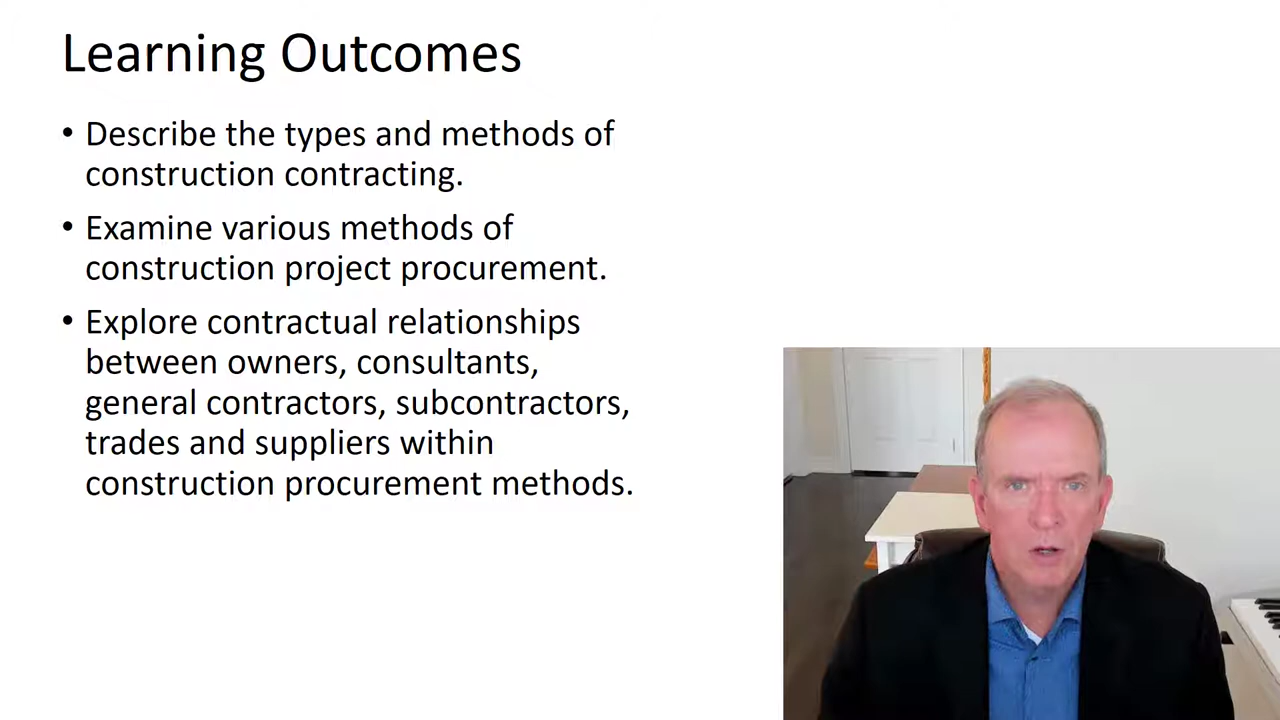 Learning Outcomes
• Describe the types and methods of
construction contracting.
• Examine various methods of
construction project procurement.
• Explore contractual relationships
between owners, consultants,
general contractors, subcontractors,
trades and suppliers within
construction procurement methods.